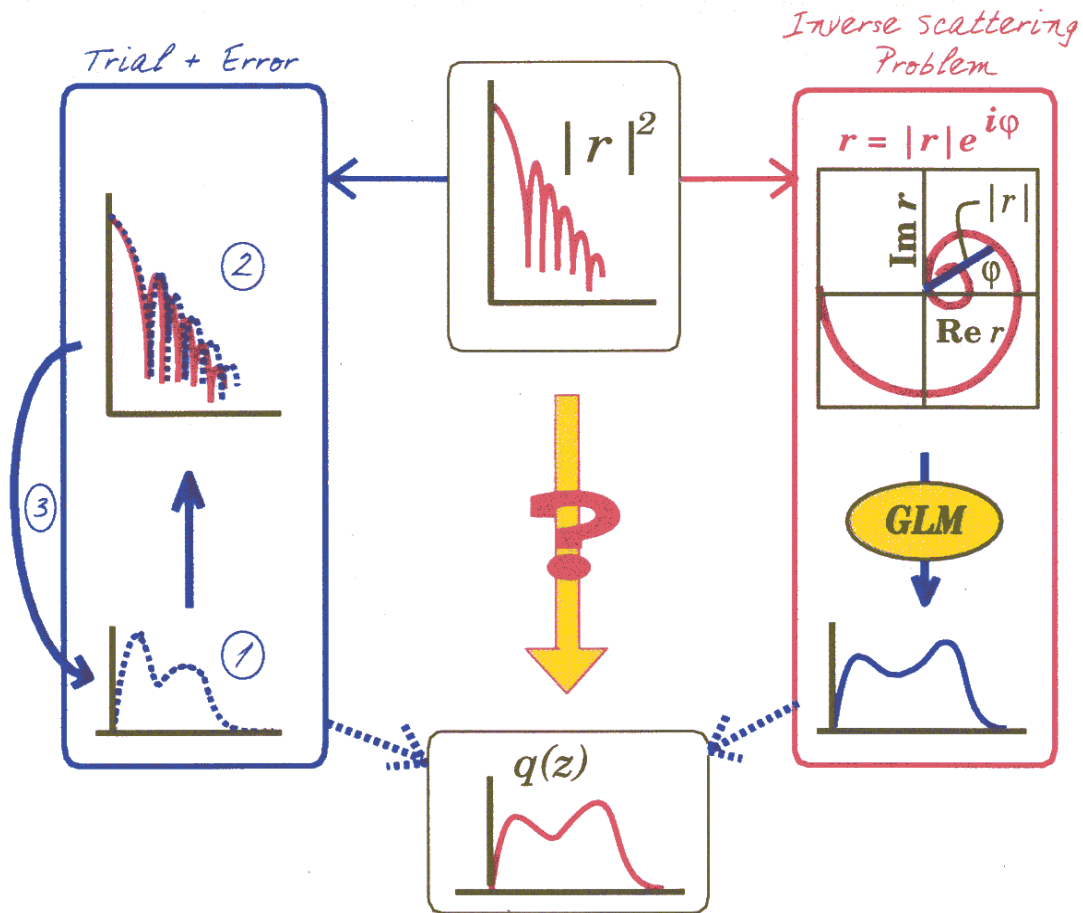 Trial + Error
Inverse Scattering
Problem
|r|²
r = |r|e^{iφ}
Im r
|r|
φ
Re r
②
③
?
GLM
①
q(z)